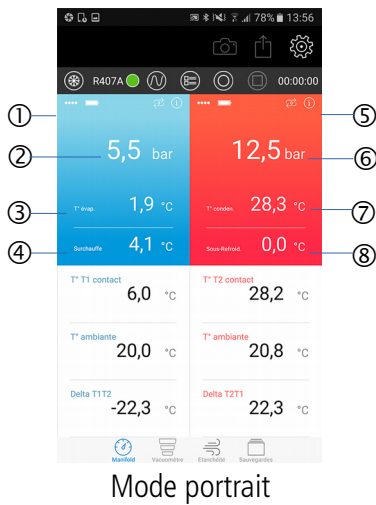 78% 13:56
R407A 00:00:00
① ⑤
② 5,5 bar 12,5 bar ⑥
③ T° évap. 1,9 °C T° conden. 28,3 °C ⑦
④ Surchauffe 4,1 °C Sous-Refroid. 0,0 °C ⑧
T° T1 contact T° T2 contact
6,0 °C 28,2 °C
T° ambiante T° ambiante
20,0 °C 20,8 °C
Delta T1T2 Delta T2T1
-22,3 °C 22,3 °C
Manifold Vacuomètre Etanchéité Sauvegardes
Mode portrait